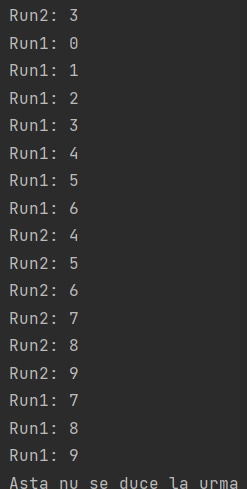 Run2: 3
Run1: 0
Run1: 1
Run1: 2
Run1: 3
Run1: 4
Run1: 5
Run1: 6
Run2: 4
Run2: 5
Run2: 6
Run2: 7
Run2: 8
Run2: 9
Run1: 7
Run1: 8
Run1: 9
Asta nu se duce la urma